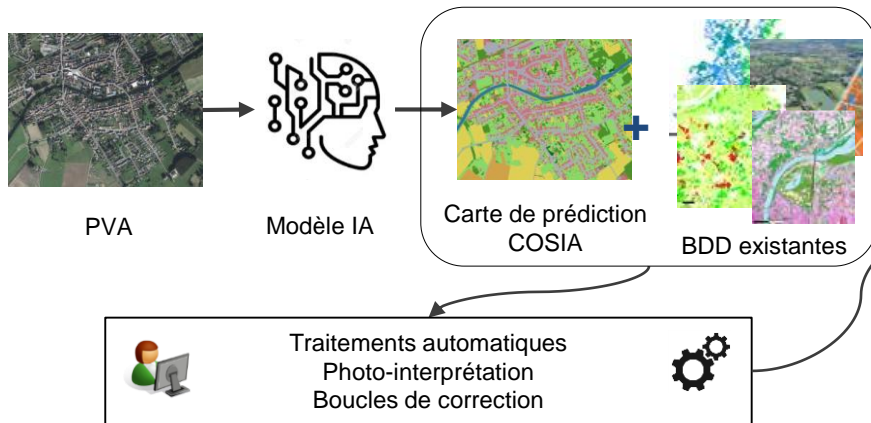 PVA
Modèle IA
Carte de prédiction
COSIA
BDD existantes
Traitements automatiques
Photo-interprétation
Boucles de correction